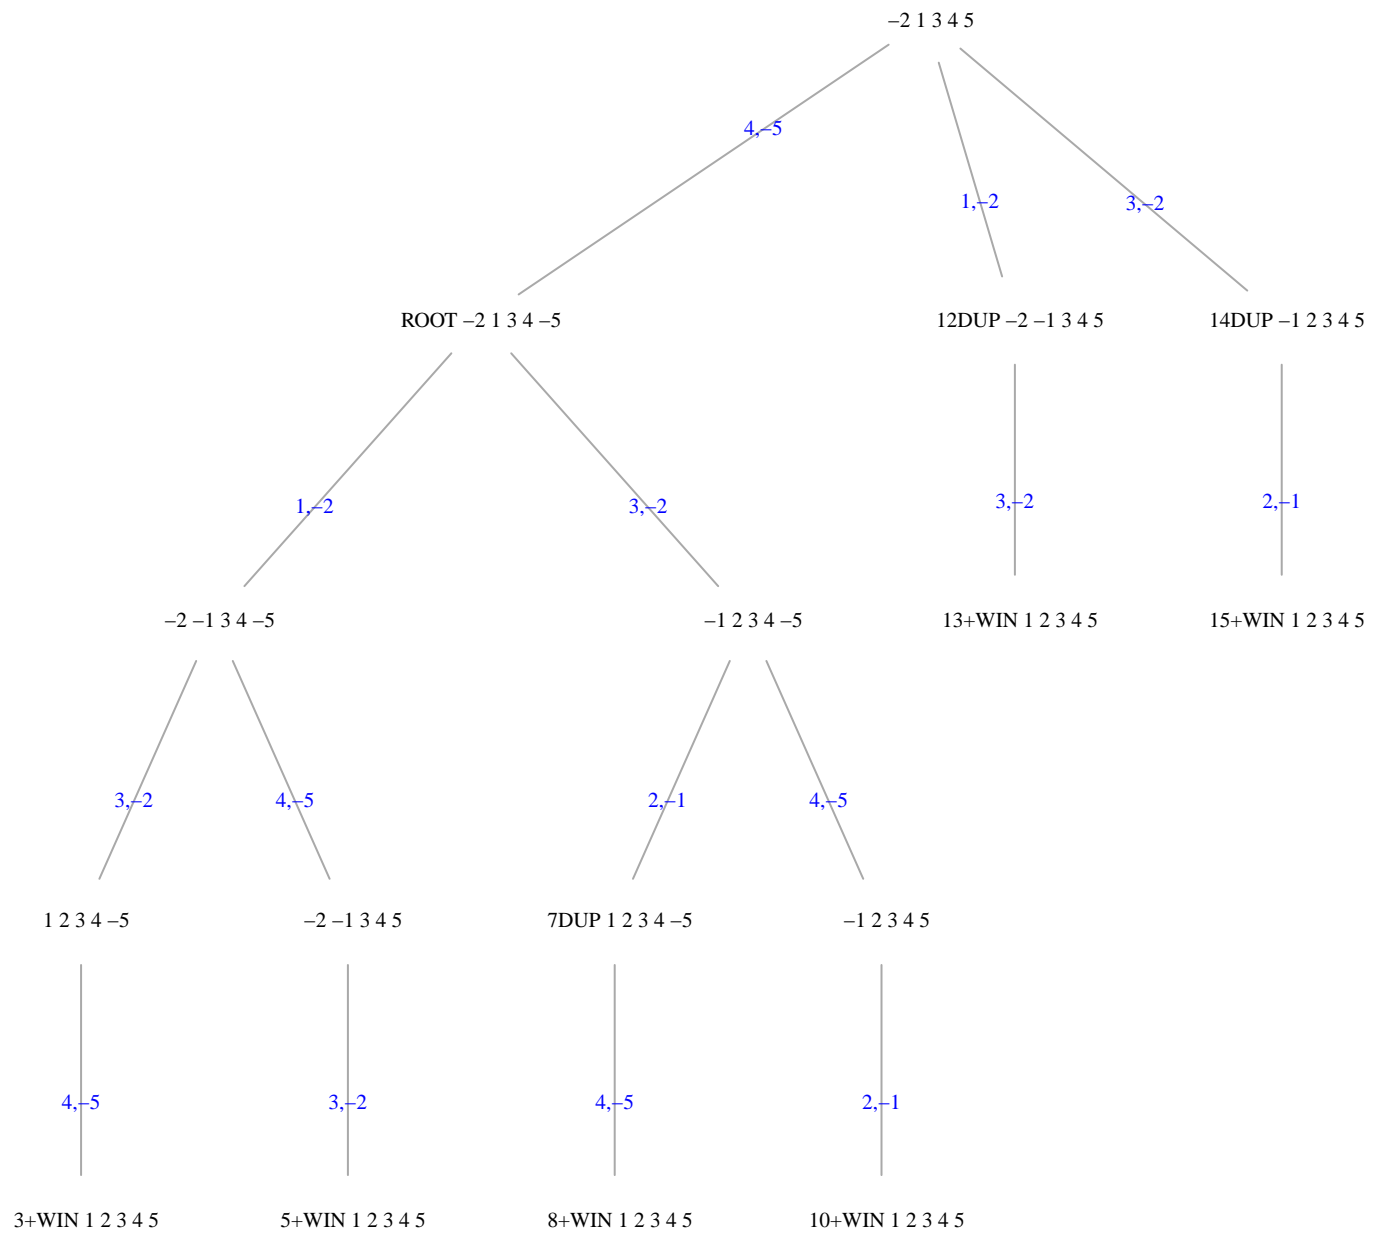 −2 1 3 4 5
4,−5
1,−2
3,−2
ROOT −2 1 3 4 −5
12DUP −2 −1 3 4 5
14DUP −1 2 3 4 5
1,−2
3,−2
3,−2
2,−1
−2 −1 3 4 −5
−1 2 3 4 −5
13+WIN 1 2 3 4 5
15+WIN 1 2 3 4 5
3,−2
4,−5
2,−1
4,−5
1 2 3 4 −5
−2 −1 3 4 5
7DUP 1 2 3 4 −5
−1 2 3 4 5
4,−5
3,−2
4,−5
2,−1
3+WIN 1 2 3 4 5
5+WIN 1 2 3 4 5
8+WIN 1 2 3 4 5
10+WIN 1 2 3 4 5